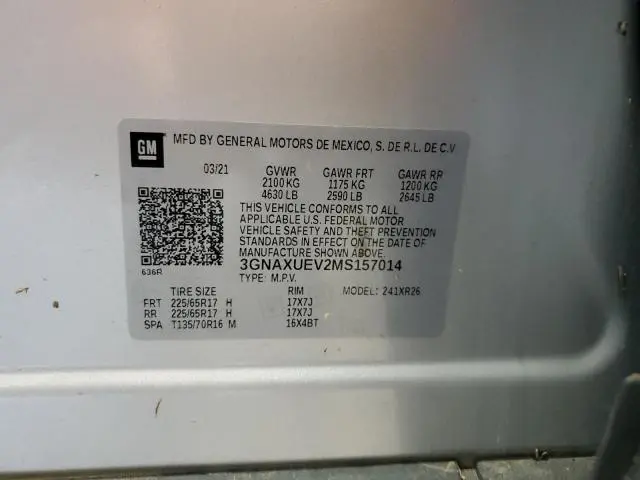 GM
MFD BY GENERAL MOTORS DE MEXICO, S. DE R.L. DE C.V
03/21 GVWR GAWR FRT GAWR RR
2100 KG 1175 KG 1200 KG
4630 LB 2590 LB 2645 LB
THIS VEHICLE CONFORMS TO ALL
APPLICABLE U.S. FEDERAL MOTOR
VEHICLE SAFETY AND THEFT PREVENTION
STANDARDS IN EFFECT ON THE DATE OF
MANUFACTURE SHOWN ABOVE.
3GNAXUEV2MS157014
636R
TYPE: M.P.V.
TIRE SIZE RIM MODEL: 241XR26
FRT 225/65R17 H 17X7J
RR 225/65R17 H 17X7J
SPA T135/70R16 M 16X4BT